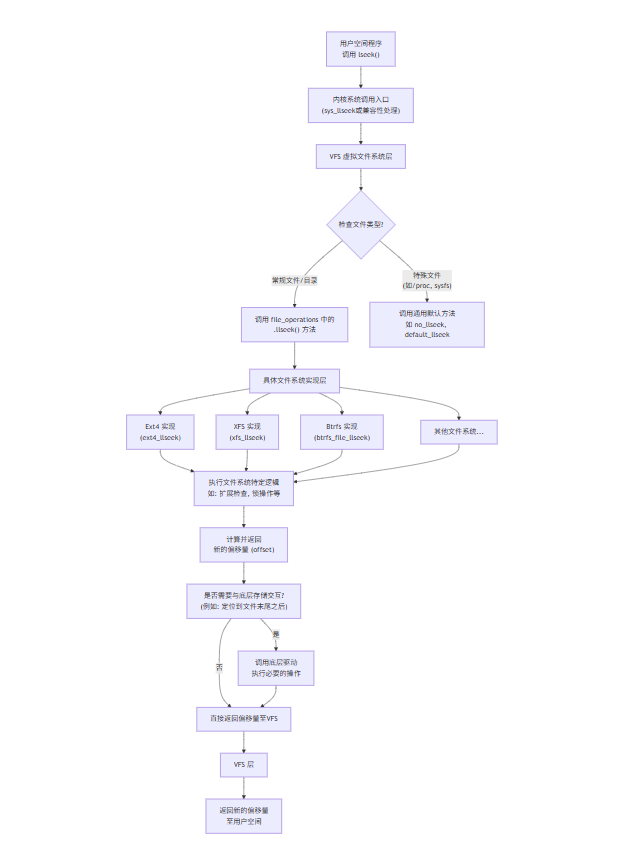 用户空间程序
调用 lseek()
内核系统调用入口
(sys_llseek或兼容性处理)
VFS 虚拟文件系统层
检查文件类型?
常规文件/目录
特殊文件
(如/proc, sysfs)
调用 file_operations 中的
.llseek() 方法
调用通用默认方法
如 no_llseek,
default_llseek
具体文件系统实现层
Ext4 实现
(ext4_llseek)
XFS 实现
(xfs_llseek)
Btrfs 实现
(btrfs_file_llseek)
其他文件系统...
执行文件系统特定逻辑
如: 扩展检查, 锁操作等
计算并返回
新的偏移量 (offset)
是否需要与底层存储交互?
(例如: 定位到文件末尾之后)
是
否
调用底层驱动
执行必要的操作
直接返回偏移量至VFS
VFS 层
返回新的偏移量
至用户空间